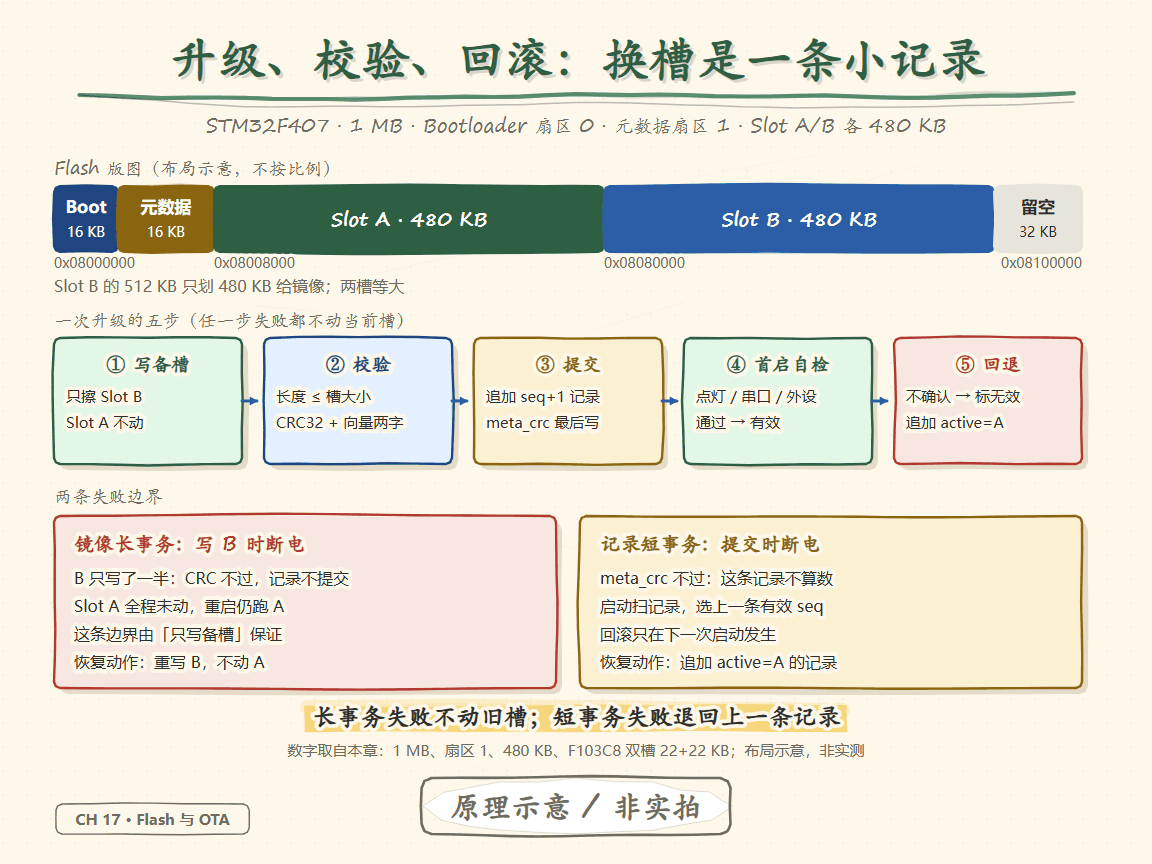 升级、校验、回滚：换槽是一条小记录
STM32F407 · 1 MB · Bootloader 扇区 0 · 元数据扇区 1 · Slot A/B 各 480 KB
Flash 版图（布局示意，不按比例）
Boot
16 KB
元数据
16 KB
Slot A · 480 KB
Slot B · 480 KB
留空
32 KB
0x08000000
0x08008000
0x08080000
0x08100000
Slot B 的 512 KB 只划 480 KB 给镜像；两槽等大
一次升级的五步（任一步失败都不动当前槽）
① 写备槽
只擦 Slot B
Slot A 不动
② 校验
长度 ≤ 槽大小
CRC32 + 向量两字
③ 提交
追加 seq+1 记录
meta_crc 最后写
④ 首启自检
点灯 / 串口 / 外设
通过 → 有效
⑤ 回退
不确认 → 标无效
追加 active=A
两条失败边界
镜像长事务：写 B 时断电
B 只写了一半：CRC 不过，记录不提交
Slot A 全程未动，重启仍跑 A
这条边界由「只写备槽」保证
恢复动作：重写 B，不动 A
记录短事务：提交时断电
meta_crc 不过：这条记录不算数
启动扫记录，选上一条有效 seq
回滚只在下一次启动发生
恢复动作：追加 active=A 的记录
长事务失败不动旧槽；短事务失败退回上一条记录
数字取自本章：1 MB、扇区 1、480 KB、F103C8 双槽 22+22 KB；布局示意，非实测
原理示意 / 非实拍
CH 17 • Flash 与 OTA